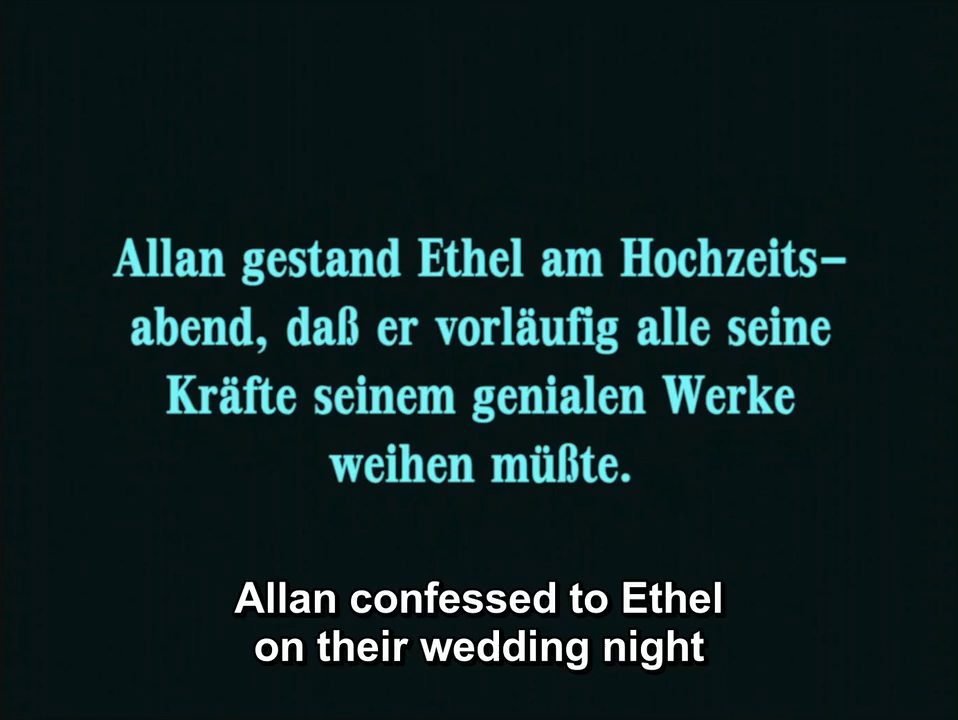 Allan gestand Ethel am Hochzeits-
abend, daß er vorläufig alle seine
Kräfte seinem genialen Werke
weihen müßte.
Allan confessed to Ethel
on their wedding night